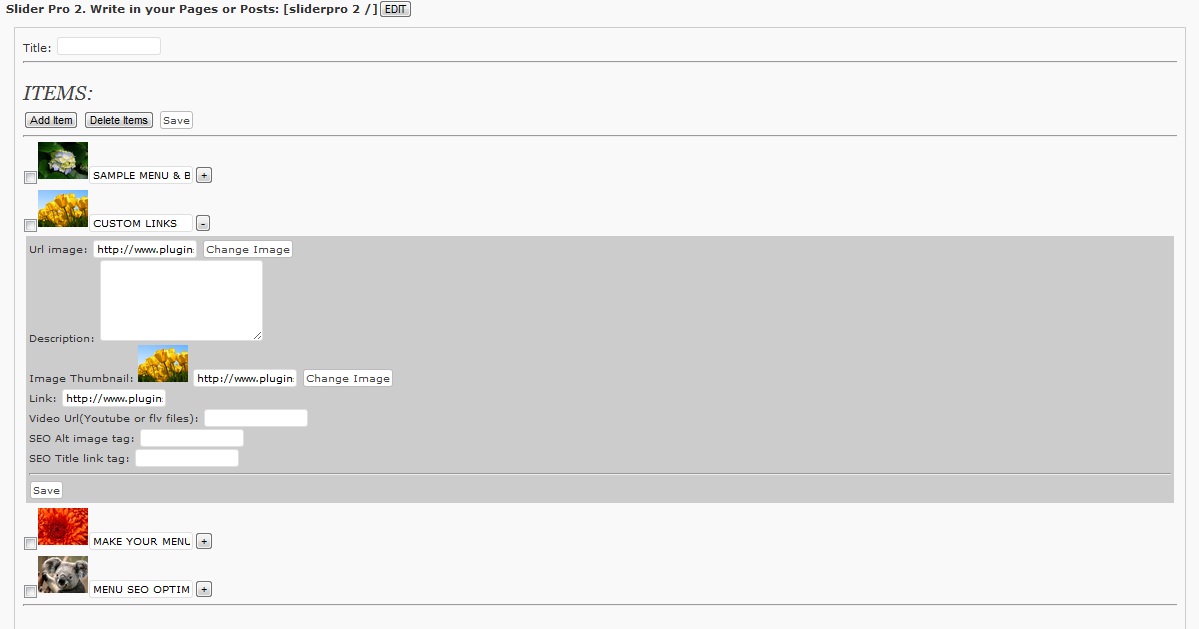 Slider Pro 2. Write in your Pages or Posts: [sliderpro 2 /] EDIT
Title:
ITEMS:
Add Item Delete Items Save
SAMPLE MENU & B +
CUSTOM LINKS -
Url image: http://www.plugin: Change Image
Description:
Image Thumbnail: http://www.plugin: Change Image
Link: http://www.plugin:
Video Url(Youtube or flv files):
SEO Alt image tag:
SEO Title link tag:
Save
MAKE YOUR MENU +
MENU SEO OPTIM +